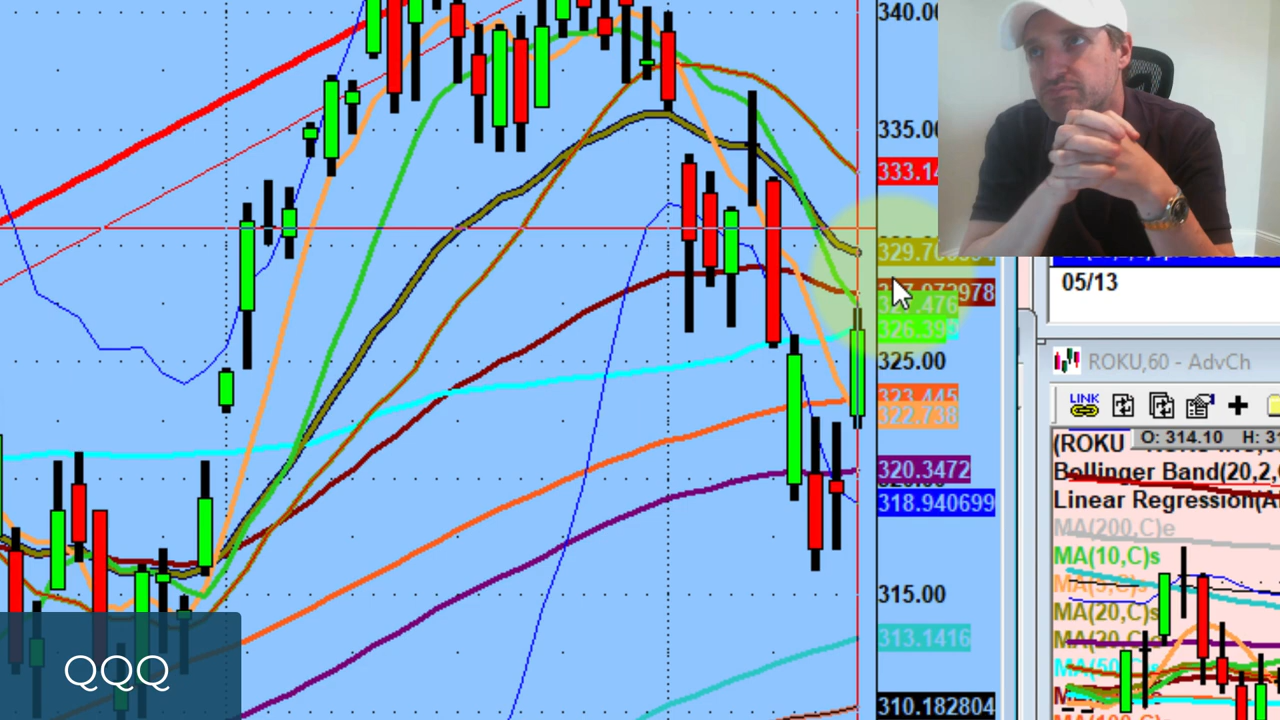 340.00
335.00
333.14
327.476
326.39
325.00
323.445
322.738
320.3472
318.940699
315.00
313.1416
310.182804
QQQ
05/13
ROKU,60 - AdvCh
LINK
(ROKU
O: 314.10 H:
Bollinger Band(20,2,
Linear Regression(A
MA(200,C)e
MA(10,C)s
MA(20,C)s